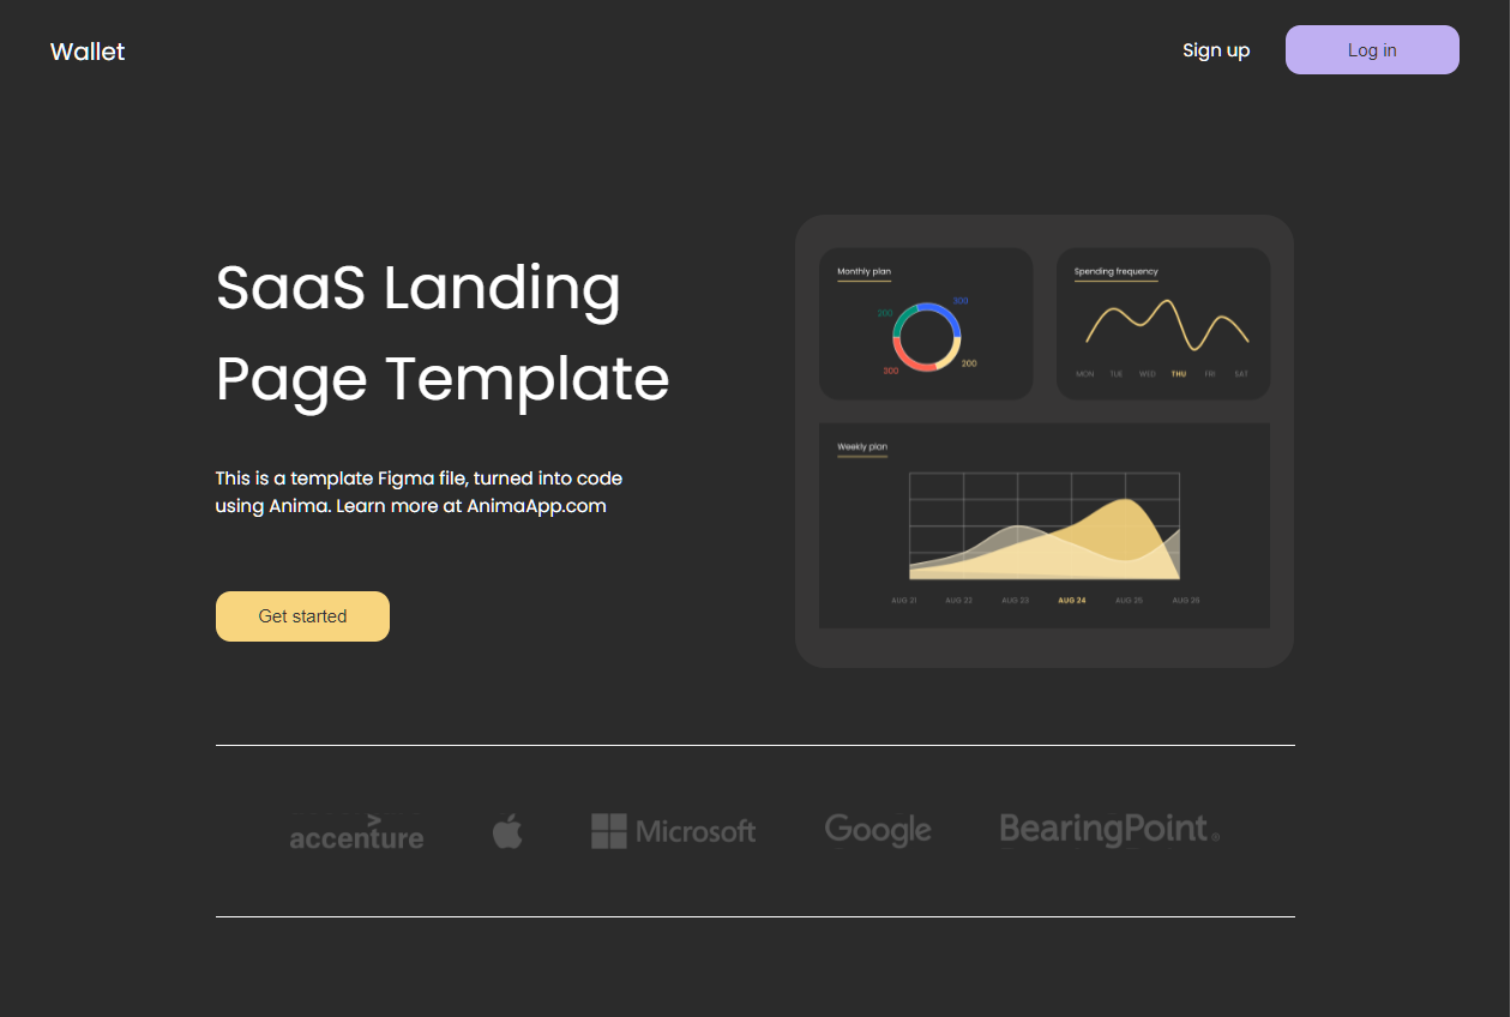 Wallet
Sign up
Log in
SaaS Landing
Page Template
This is a template Figma file, turned into code
using Anima. Learn more at AnimaApp.com
Get started
Monthly plan
200
300
300
200
Spending frequency
MON TUE WED THU FRI SAT
Weekly plan
AUG 21 AUG 22 AUG 23 AUG 24 AUG 25 AUG 26
accenture
Microsoft
Google
BearingPoint®